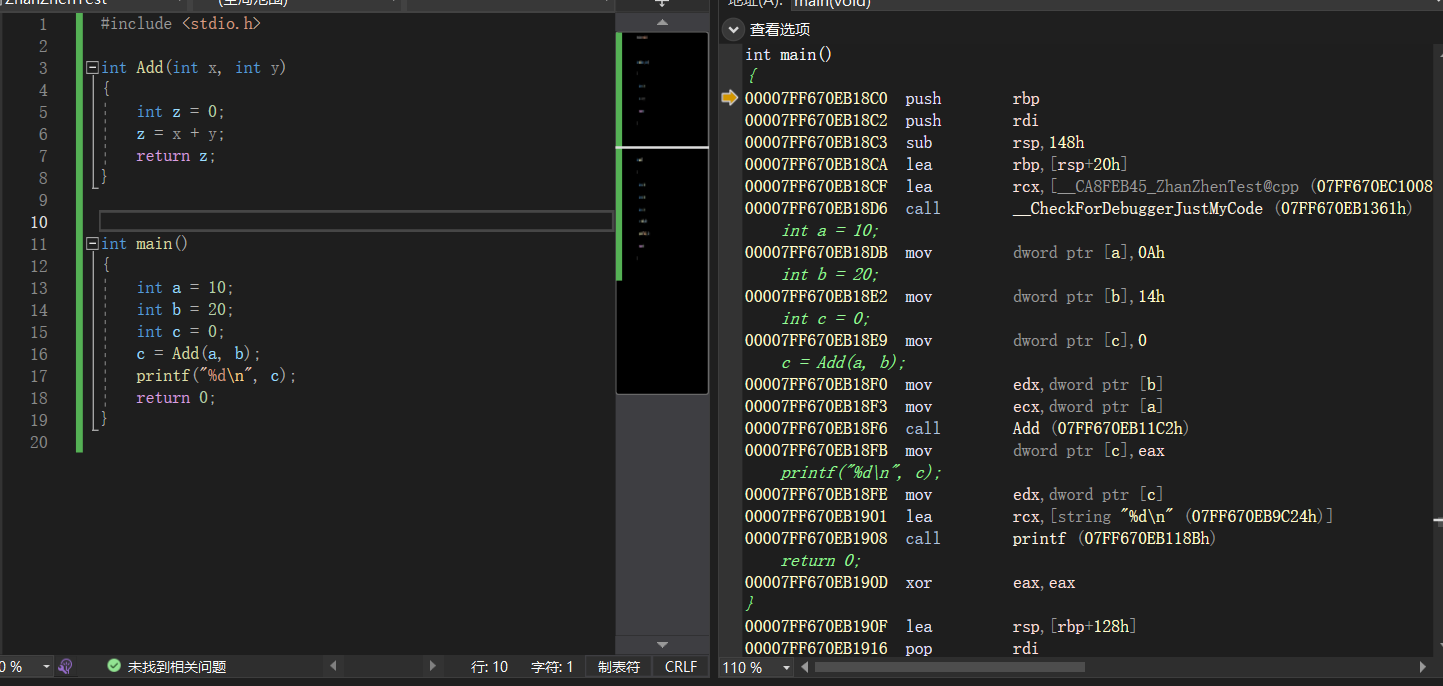 ZhanZhenTest
(全局范围)
1 #include <stdio.h>
2
3 int Add(int x, int y)
4 {
5 int z = 0;
6 z = x + y;
7 return z;
8 }
9
10
11 int main()
12 {
13 int a = 10;
14 int b = 20;
15 int c = 0;
16 c = Add(a, b);
17 printf("%d\n", c);
18 return 0;
19 }
20
0 % 未找到相关问题 行: 10 字符: 1 制表符 CRLF
地址(A): main(void)
查看选项
int main()
{
00007FF670EB18C0 push rbp
00007FF670EB18C2 push rdi
00007FF670EB18C3 sub rsp,148h
00007FF670EB18CA lea rbp,[rsp+20h]
00007FF670EB18CF lea rcx,[__CA8FEB45_ZhanZhenTest@cpp (07FF670EC1008
00007FF670EB18D6 call __CheckForDebuggerJustMyCode (07FF670EB1361h)
int a = 10;
00007FF670EB18DB mov dword ptr [a],0Ah
int b = 20;
00007FF670EB18E2 mov dword ptr [b],14h
int c = 0;
00007FF670EB18E9 mov dword ptr [c],0
c = Add(a, b);
00007FF670EB18F0 mov edx,dword ptr [b]
00007FF670EB18F3 mov ecx,dword ptr [a]
00007FF670EB18F6 call Add (07FF670EB11C2h)
00007FF670EB18FB mov dword ptr [c],eax
printf("%d\n", c);
00007FF670EB18FE mov edx,dword ptr [c]
00007FF670EB1901 lea rcx,[string "%d\n" (07FF670EB9C24h)]
00007FF670EB1908 call printf (07FF670EB118Bh)
return 0;
00007FF670EB190D xor eax,eax
}
00007FF670EB190F lea rsp,[rbp+128h]
00007FF670EB1916 pop rdi
110 %